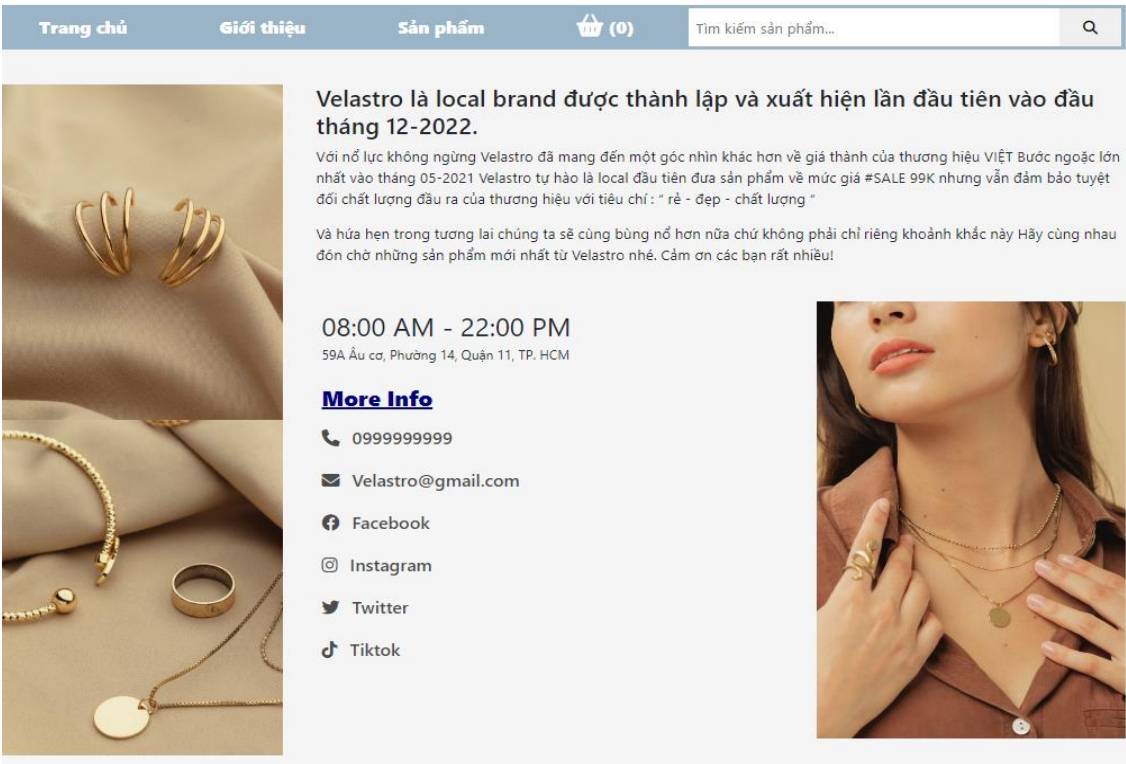 Trang chủ
Giới thiệu
Sản phẩm
(0)
Tìm kiếm sản phẩm...
Velastro là local brand được thành lập và xuất hiện lần đầu tiên vào đầu
tháng 12-2022.
Với nổ lực không ngừng Velastro đã mang đến một góc nhìn khác hơn về giá thành của thương hiệu VIỆT Bước ngoặc lớn
nhất vào tháng 05-2021 Velastro tự hào là local đầu tiên đưa sản phẩm về mức giá #SALE 99K nhưng vẫn đảm bảo tuyệt
đối chất lượng đầu ra của thương hiệu với tiêu chí : “ rẻ - đẹp - chất lượng ”
Và hứa hẹn trong tương lai chúng ta sẽ cùng bùng nổ hơn nữa chứ không phải chỉ riêng khoảnh khắc này Hãy cùng nhau
đón chờ những sản phẩm mới nhất từ Velastro nhé. Cảm ơn các bạn rất nhiều!
08:00 AM - 22:00 PM
59A Âu cơ, Phường 14, Quận 11, TP. HCM
More Info
0999999999
Velastro@gmail.com
Facebook
Instagram
Twitter
Tiktok